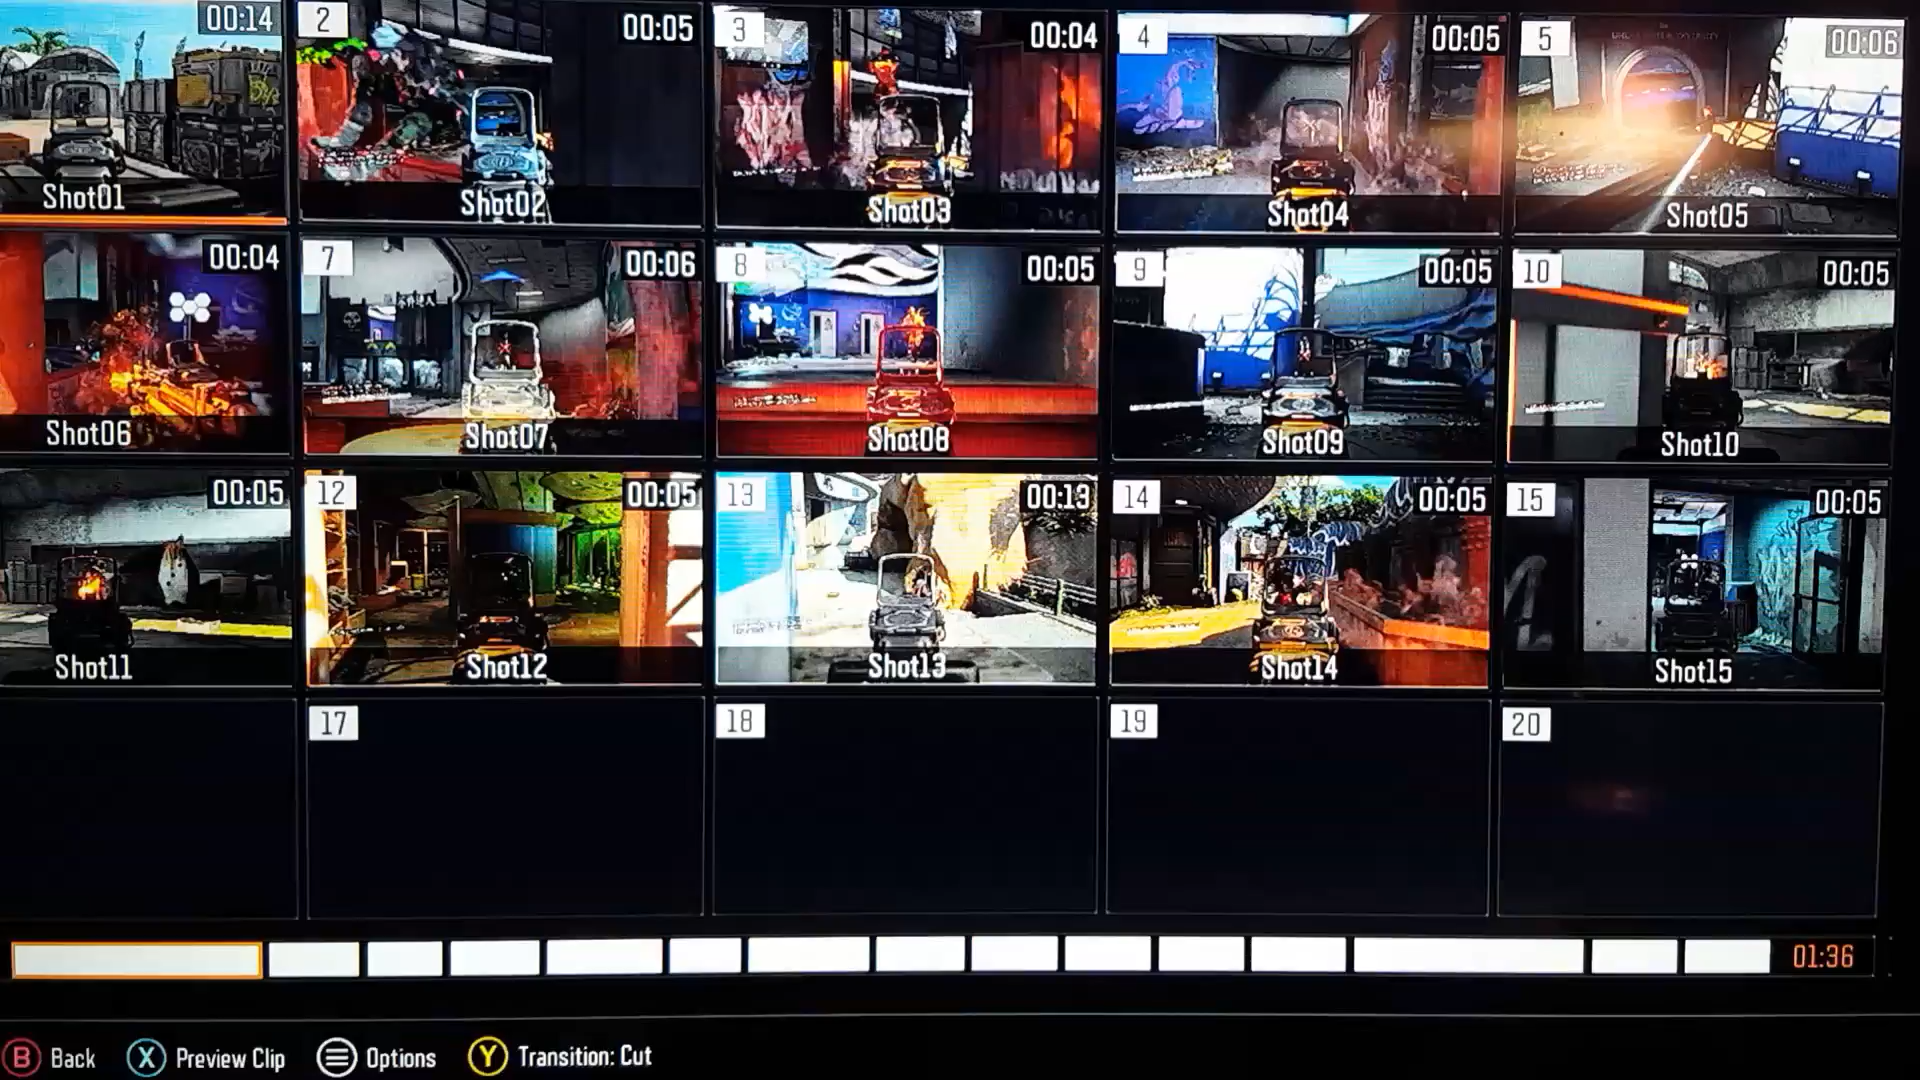 00:14
2
00:05
3
00:04
4
00:05
5
00:06
Shot01
Shot02
Shot03
Shot04
Shot05
00:04
7
00:06
8
00:05
9
00:05
10
00:05
Shot06
Shot07
Shot08
Shot09
Shot10
00:05
12
00:05
13
00:13
14
00:05
15
00:05
Shot11
Shot12
Shot13
Shot14
Shot15
17
18
19
20
01:36
B Back
X Preview Clip
Options
Y Transition: Cut